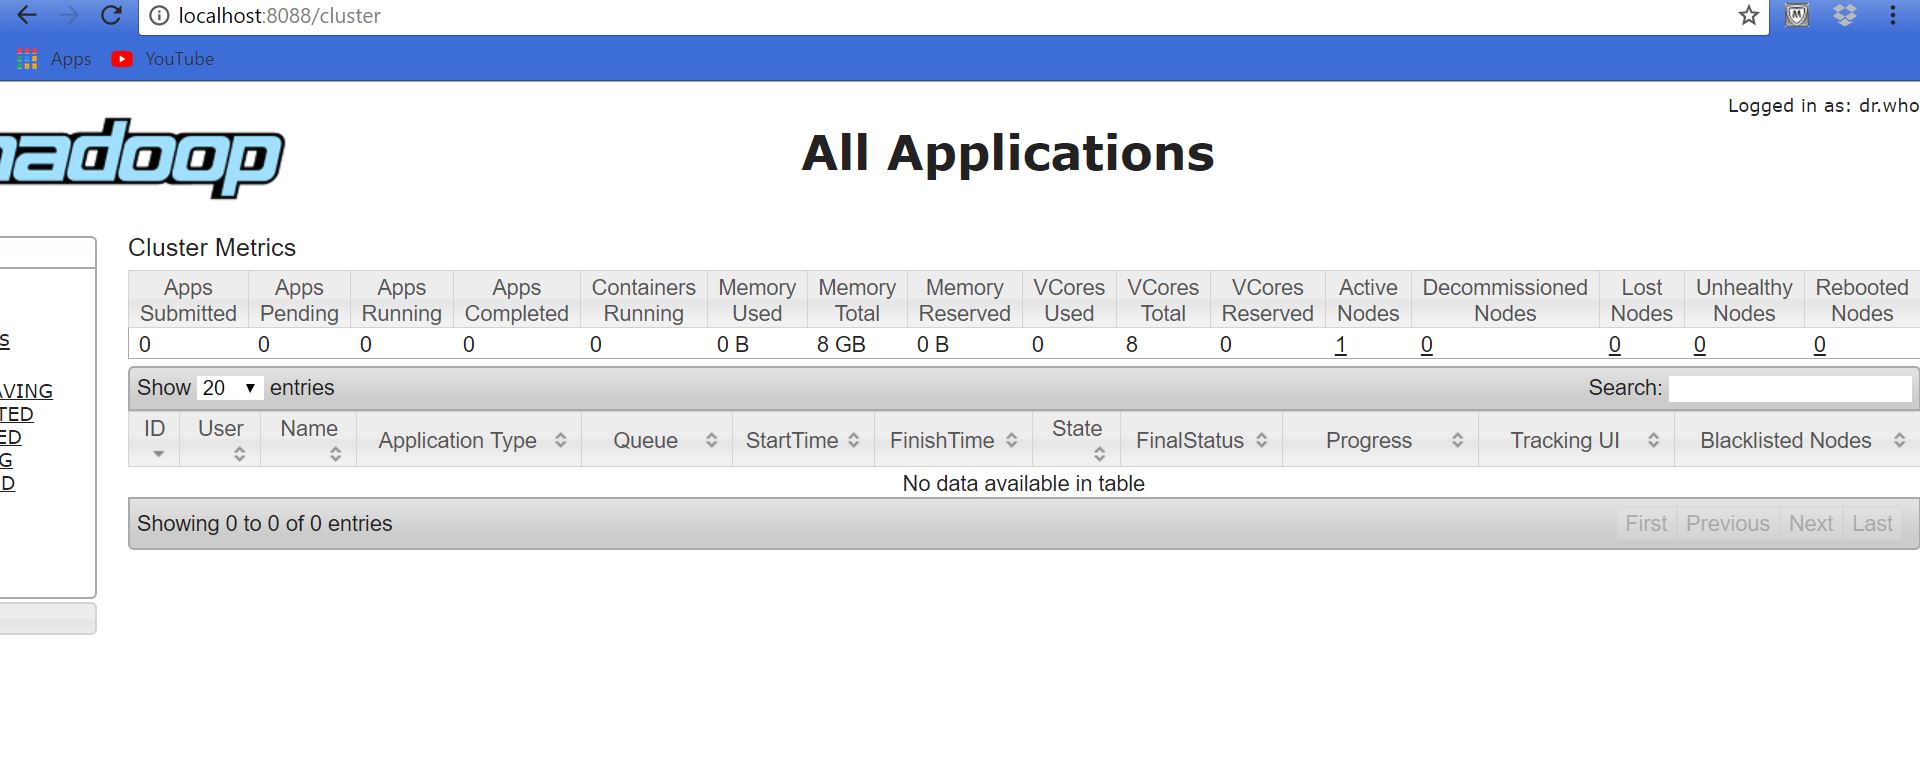 localhost:8088/cluster
Apps YouTube
Logged in as: dr.who
hadoop
All Applications
Cluster Metrics
Apps Submitted Apps Pending Apps Running Apps Completed Containers Running Memory Used Memory Total Memory Reserved VCores Used VCores Total VCores Reserved Active Nodes Decommissioned Nodes Lost Nodes Unhealthy Nodes Rebooted Nodes
0 0 0 0 0 0 B 8 GB 0 B 0 8 0 1 0 0 0 0
Show 20 entries Search:
ID User Name Application Type Queue StartTime FinishTime State FinalStatus Progress Tracking UI Blacklisted Nodes
No data available in table
Showing 0 to 0 of 0 entries First Previous Next Last
s
AVING
TED
ED
G
D